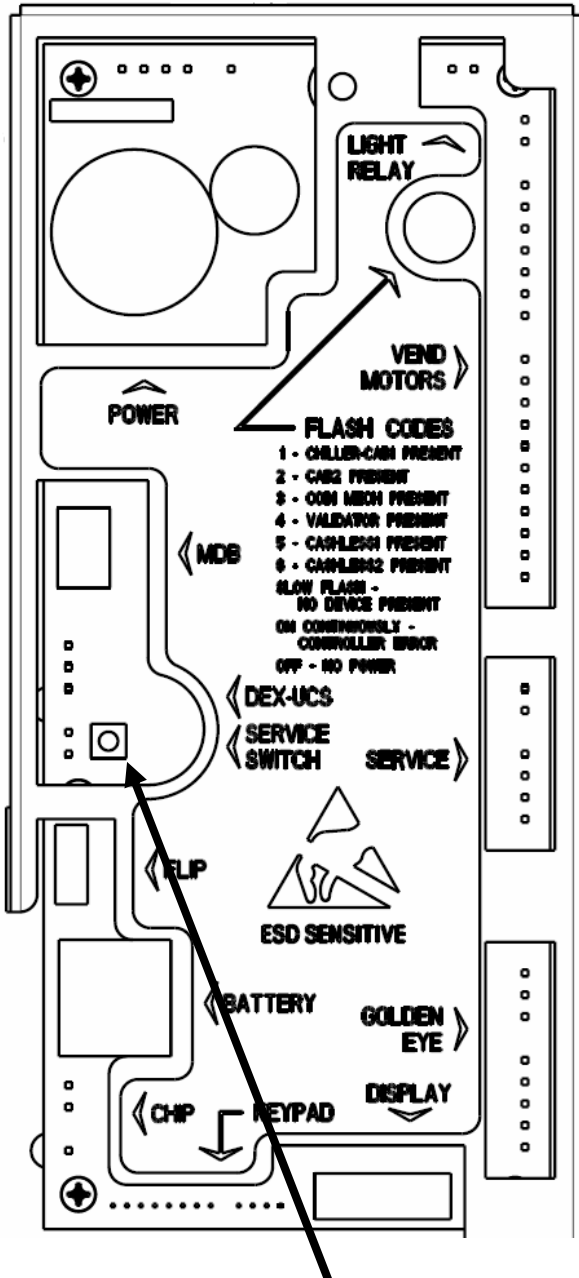 LIGHT
RELAY
VEND
MOTORS
POWER
FLASH CODES
1 - CHILLER-CAB1 PRESENT
2 - CAB2 PRESENT
3 - COIN MECH PRESENT
4 - VALIDATOR PRESENT
5 - CASHLESS1 PRESENT
6 - CASHLESS2 PRESENT
SLOW FLASH -
NO DEVICE PRESENT
ON CONTINUOUSLY -
CONTROLLER ERROR
OFF - NO POWER
MDB
DEX-UCS
SERVICE
SWITCH
SERVICE
FLIP
ESD SENSITIVE
BATTERY
GOLDEN
EYE
DISPLAY
CHIP
KEYPAD